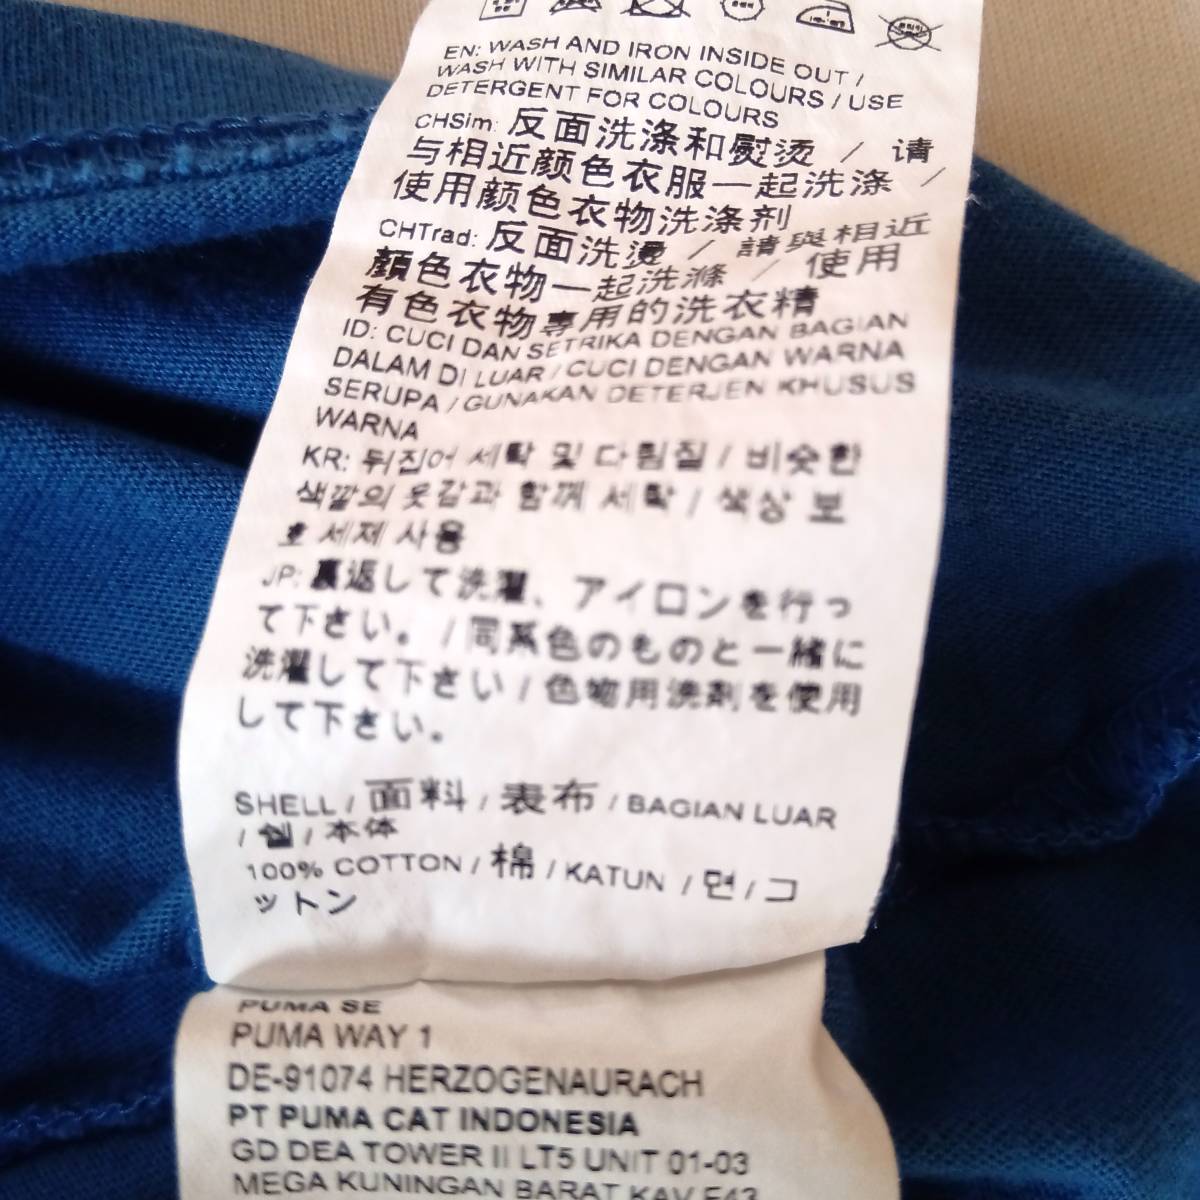 EN: WASH AND IRON INSIDE OUT /
WASH WITH SIMILAR COLOURS / USE
DETERGENT FOR COLOURS
CHSim: 反面洗涤和熨烫 / 请
与相近颜色衣服一起洗涤 /
使用颜色衣物洗涤剂
CHTrad: 反面洗燙 / 請與相近
顏色衣物一起洗滌 / 使用
有色衣物專用的洗衣精
ID: CUCI DAN SETRIKA DENGAN BAGIAN
DALAM DI LUAR / CUCI DENGAN WARNA
SERUPA / GUNAKAN DETERJEN KHUSUS
WARNA
KR: 뒤집어 세탁 및 다림질 / 비슷한
색깔의 옷감과 함께 세탁 / 색상 보
호 세제 사용
JP: 裏返して洗濯、アイロンを行っ
て下さい。/ 同系色のものと一緒に
洗濯して下さい / 色物用洗剤を使用
して下さい。
SHELL / 面料 / 表布 / BAGIAN LUAR
/ 쉘 / 本体
100% COTTON / 棉 / KATUN / 면 / コ
ットン
PUMA SE
PUMA WAY 1
DE-91074 HERZOGENAURACH
PT PUMA CAT INDONESIA
GD DEA TOWER II LT5 UNIT 01-03
MEGA KUNINGAN BARAT KAV E43